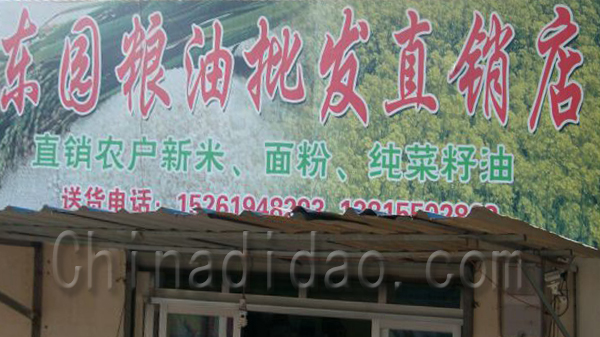 东园粮油批发直销店
直销农户新米、面粉、纯菜籽油
送货电话：15261948293
Chinadidao.com